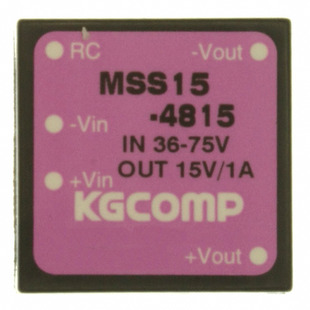 RC
-Vout
MSS15
-4815
-Vin
IN 36-75V
+Vin
OUT 15V/1A
KGCOMP
+Vout